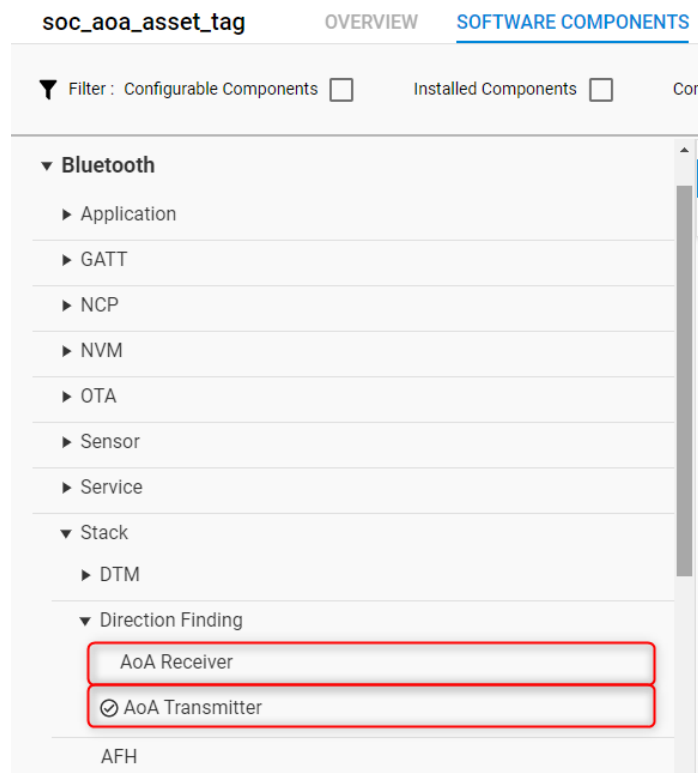 soc_aoa_asset_tag OVERVIEW SOFTWARE COMPONENTS
Filter : Configurable Components Installed Components
Bluetooth
Application
GATT
NCP
NVM
OTA
Sensor
Service
Stack
DTM
Direction Finding
AoA Receiver
AoA Transmitter
AFH